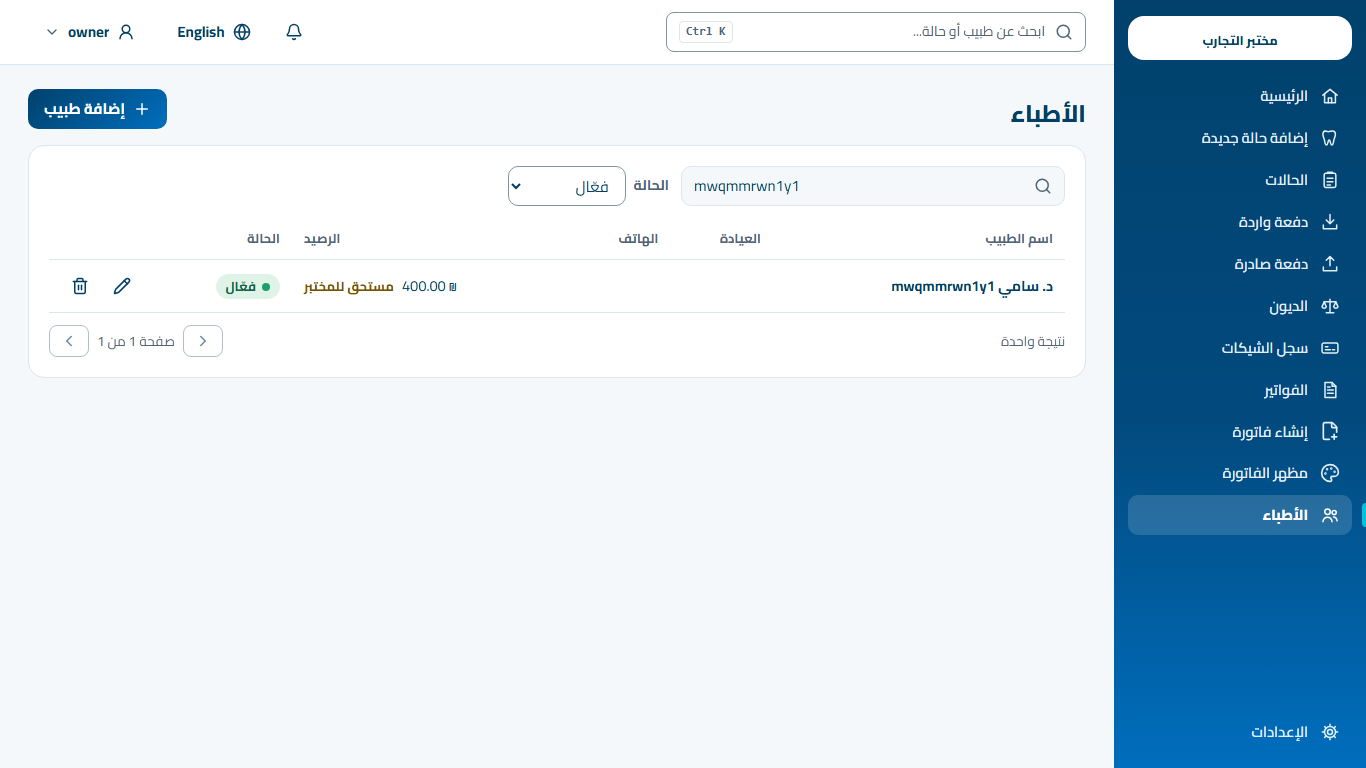 مختبر التجارب
الرئيسية
إضافة حالة جديدة
الحالات
دفعة واردة
دفعة صادرة
الديون
سجل الشيكات
الفواتير
إنشاء فاتورة
مظهر الفاتورة
الأطباء
الإعدادات
ابحث عن طبيب أو حالة... Ctrl K
English
owner
الأطباء
إضافة طبيب
mwqmmrwn1y1
الحالة فعّال
اسم الطبيب العيادة الهاتف الرصيد الحالة
د. سامي mwqmmrwn1y1 ₪ 400.00 مستحق للمختبر فعّال
نتيجة واحدة
صفحة 1 من 1